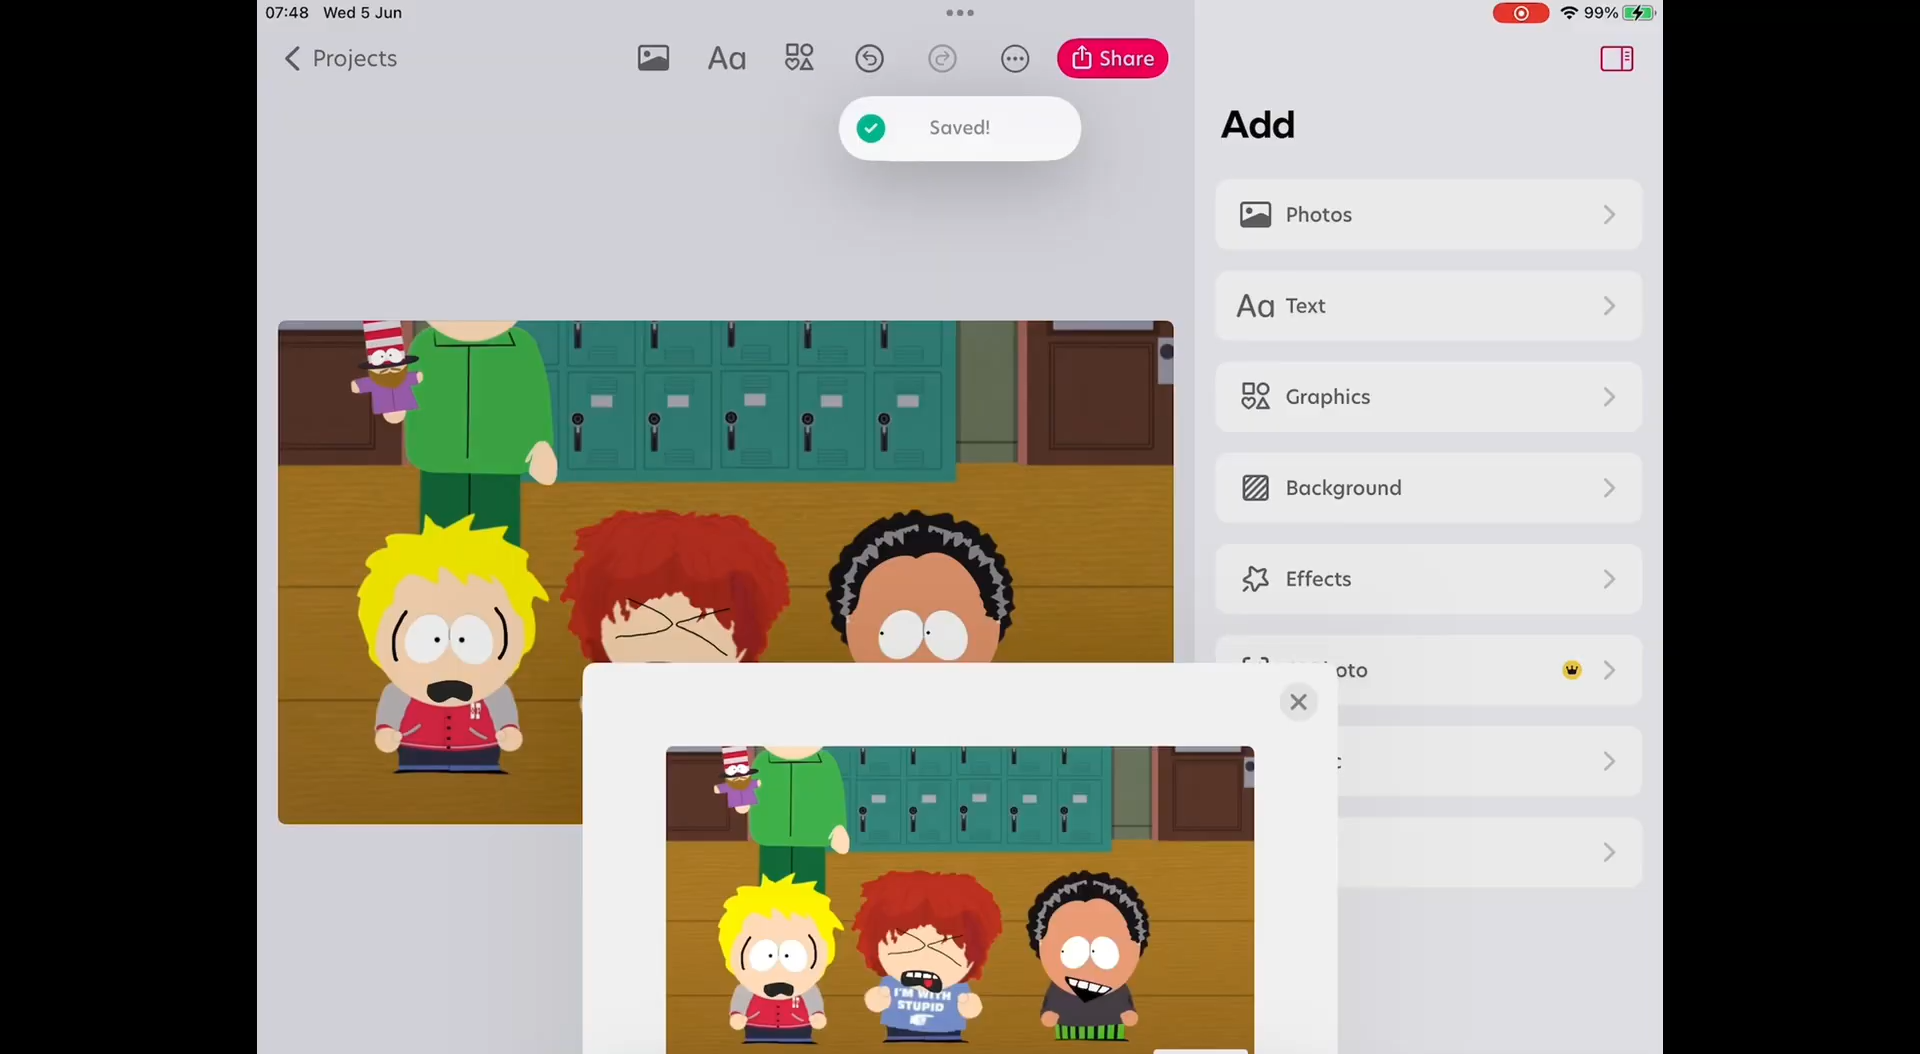 07:48 Wed 5 Jun
99%
Projects
Aa
Share
Saved!
Add
Photos
Aa Text
Graphics
Background
Effects
oto
c
I'M WITH
STUPID